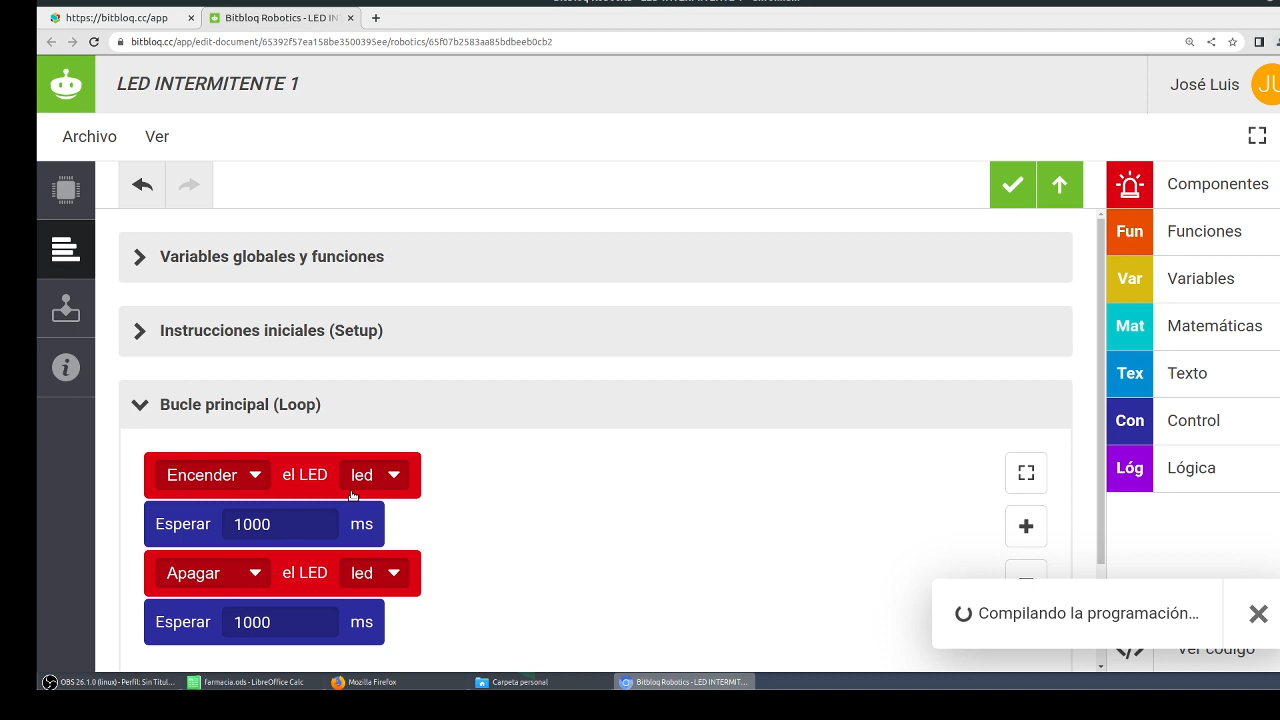 https://bitbloq.cc/app
Bitbloq Robotics - LED IN
bitbloq.cc/app/edit-document/65392f57ea158be3500395ee/robotics/65f07b2583aa85bdbeeb0cb2
LED INTERMITENTE 1
José Luis
JU
Archivo
Ver
Componentes
Fun
Funciones
Var
Variables
Mat
Matemáticas
Tex
Texto
Con
Control
Lóg
Lógica
Variables globales y funciones
Instrucciones iniciales (Setup)
Bucle principal (Loop)
Encender el LED led
Esperar 1000 ms
Apagar el LED led
Esperar 1000 ms
Compilando la programación...
Ver código
OBS 26.1.0 (linux) - Perfil: Sin Titul...
farmacia.ods - LibreOffice Calc
Mozilla Firefox
Carpeta personal
Bitbloq Robotics - LED INTERMIT...